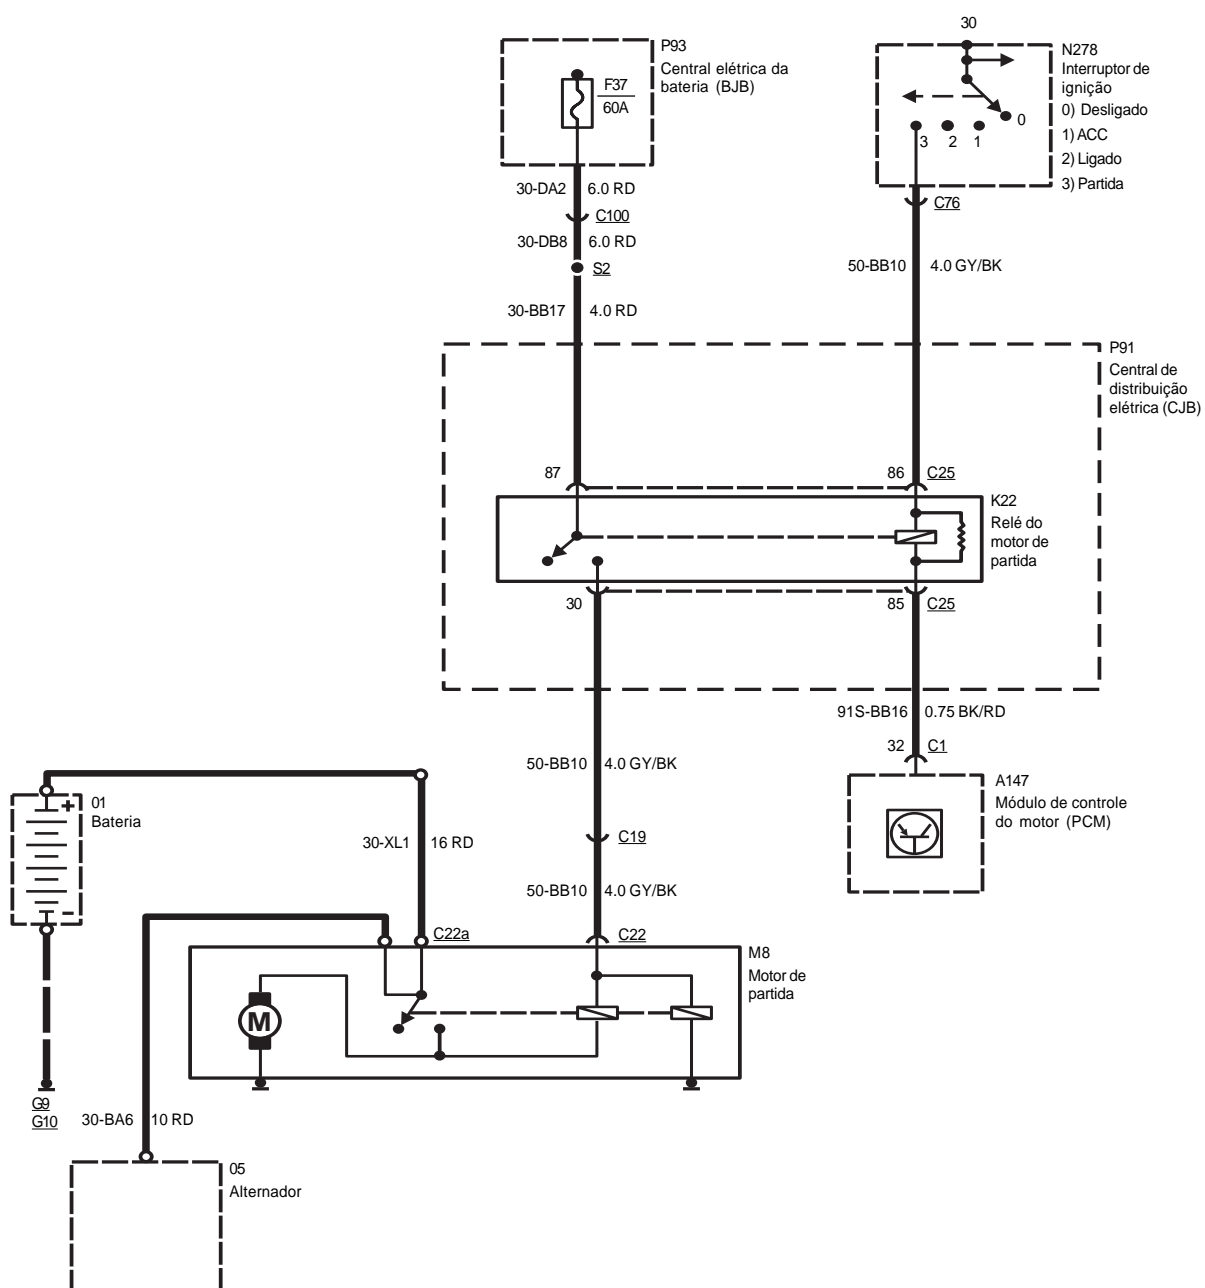 30
P93
Central elétrica da
bateria (BJB)
F37
60A
N278
Interruptor de
ignição
0) Desligado
1) ACC
2) Ligado
3) Partida
0
3 2 1
30-DA2 6.0 RD
C100
30-DB8 6.0 RD
S2
30-BB17 4.0 RD
C76
50-BB10 4.0 GY/BK
P91
Central de
distribuição
elétrica (CJB)
87
86 C25
K22
Relé do
motor de
partida
30
85 C25
91S-BB16 0.75 BK/RD
32 C1
A147
Módulo de controle
do motor (PCM)
50-BB10 4.0 GY/BK
C19
50-BB10 4.0 GY/BK
01
Bateria
+
-
30-XL1 16 RD
C22a
C22
M8
Motor de
partida
M
G9
G10
30-BA6 10 RD
05
Alternador